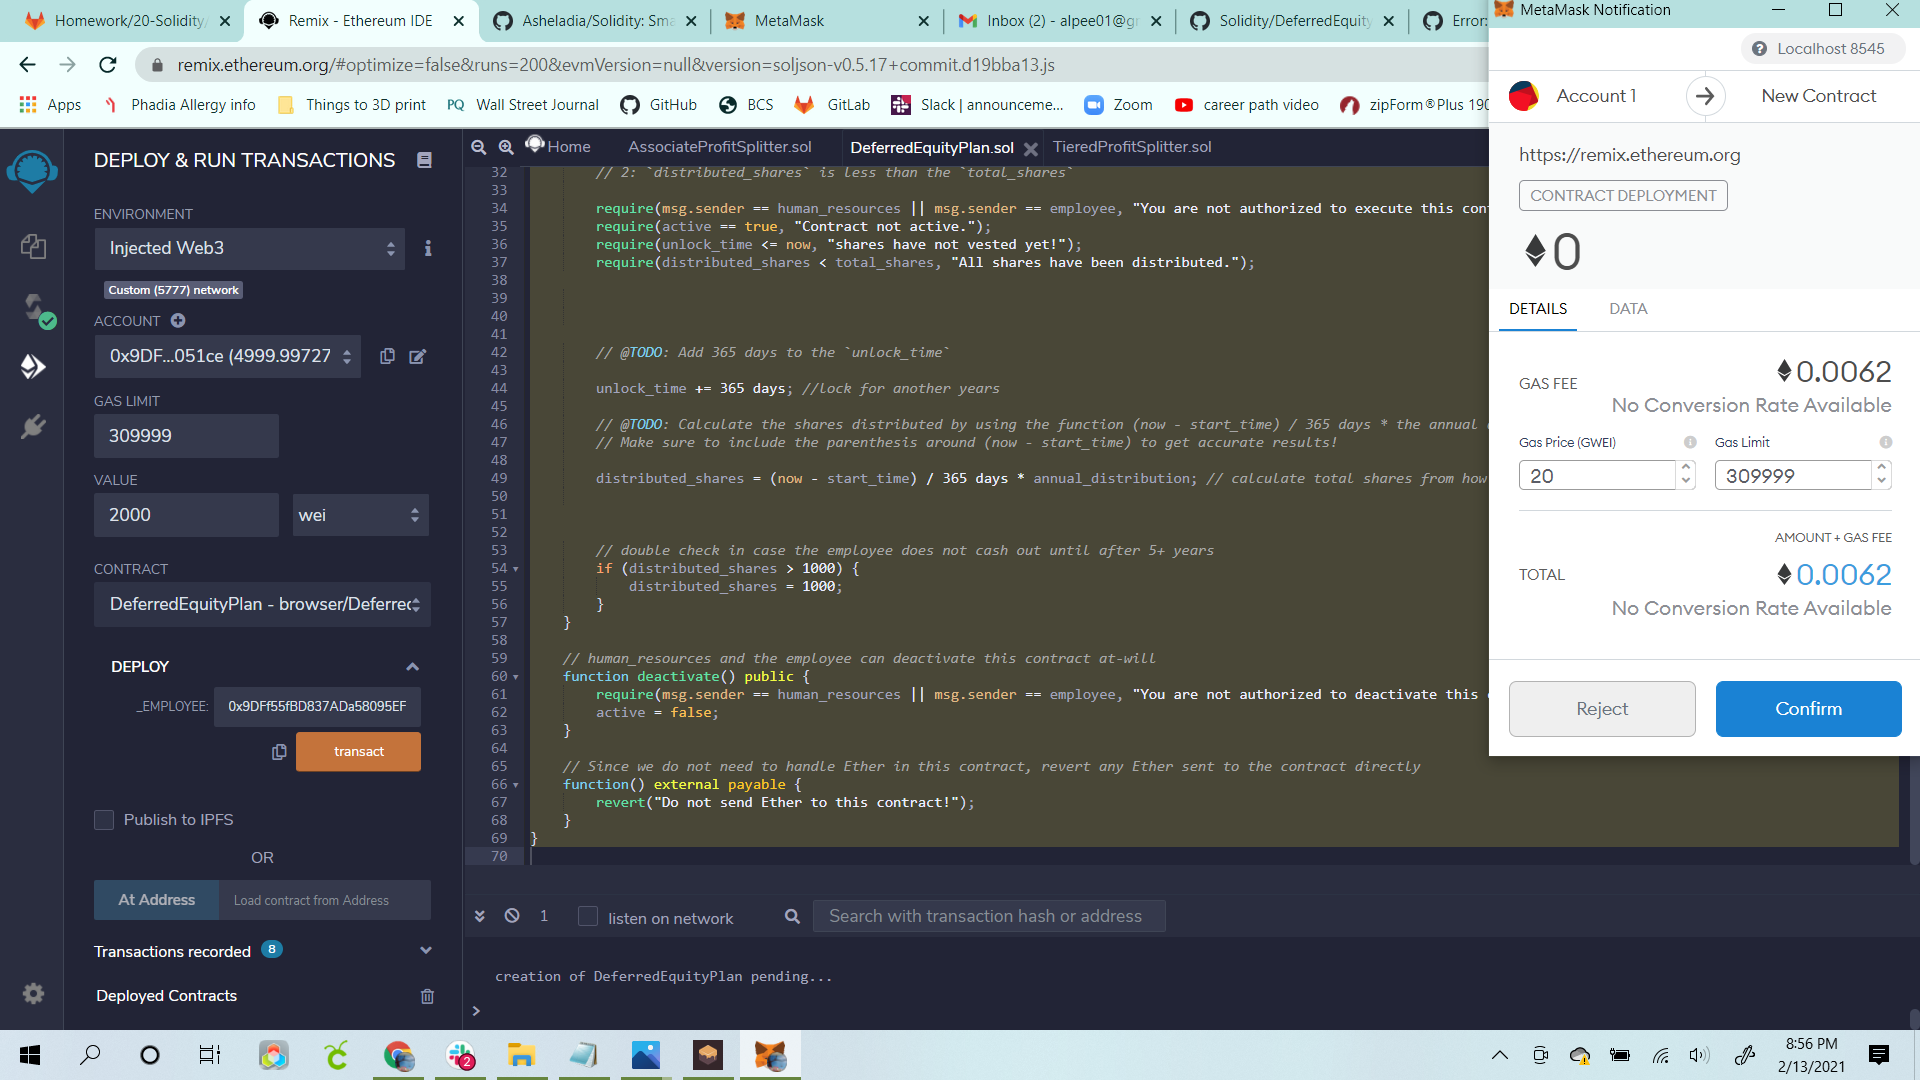 Homework/20-Solidity/
Remix - Ethereum IDE
Asheladia/Solidity: Sma
MetaMask
Inbox (2) - alpee01@g
Solidity/DeferredEquity
Error:
remix.ethereum.org/#optimize=false&runs=200&evmVersion=null&version=soljson-v0.5.17+commit.d19bba13.js
Apps
Phadia Allergy info
Things to 3D print
PQ Wall Street Journal
GitHub
BCS
GitLab
Slack | announceme...
Zoom
career path video
zipForm®Plus 190
DEPLOY & RUN TRANSACTIONS
ENVIRONMENT
Injected Web3
Custom (5777) network
ACCOUNT
0x9DF...051ce (4999.99727
GAS LIMIT
309999
VALUE
2000
wei
CONTRACT
DeferredEquityPlan - browser/Deferred
DEPLOY
_EMPLOYEE: 0x9DFf55fBD837ADa58095EF
transact
Publish to IPFS
OR
At Address
Load contract from Address
Transactions recorded 8
Deployed Contracts
Home
AssociateProfitSplitter.sol
DeferredEquityPlan.sol
TieredProfitSplitter.sol
32 // 2: `distributed_shares` is less than the `total_shares`
33
34 require(msg.sender == human_resources || msg.sender == employee, "You are not authorized to execute this con
35 require(active == true, "Contract not active.");
36 require(unlock_time <= now, "shares have not vested yet!");
37 require(distributed_shares < total_shares, "All shares have been distributed.");
38
39
40
41
42 // @TODO: Add 365 days to the `unlock_time`
43
44 unlock_time += 365 days; //lock for another years
45
46 // @TODO: Calculate the shares distributed by using the function (now - start_time) / 365 days * the annual
47 // Make sure to include the parenthesis around (now - start_time) to get accurate results!
48
49 distributed_shares = (now - start_time) / 365 days * annual_distribution; // calculate total shares from how
50
51
52
53 // double check in case the employee does not cash out until after 5+ years
54 if (distributed_shares > 1000) {
55 distributed_shares = 1000;
56 }
57 }
58
59 // human_resources and the employee can deactivate this contract at-will
60 function deactivate() public {
61 require(msg.sender == human_resources || msg.sender == employee, "You are not authorized to deactivate this
62 active = false;
63 }
64
65 // Since we do not need to handle Ether in this contract, revert any Ether sent to the contract directly
66 function() external payable {
67 revert("Do not send Ether to this contract!");
68 }
69 }
70
1
listen on network
Search with transaction hash or address
creation of DeferredEquityPlan pending...
>
MetaMask Notification
Localhost 8545
Account 1
New Contract
https://remix.ethereum.org
CONTRACT DEPLOYMENT
0
DETAILS
DATA
GAS FEE
0.0062
No Conversion Rate Available
Gas Price (GWEI)
Gas Limit
20
309999
AMOUNT + GAS FEE
TOTAL
0.0062
No Conversion Rate Available
Reject
Confirm
2
8:56 PM
2/13/2021